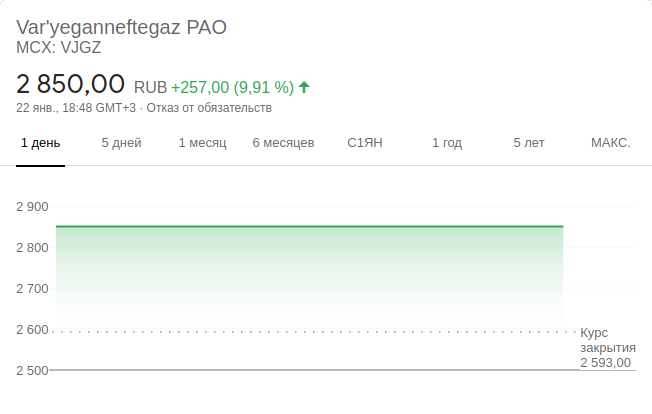 Var'yeganneftegaz PAO
MCX: VJGZ
2 850,00 RUB +257,00 (9,91 %)
22 янв., 18:48 GMT+3 · Отказ от обязательств
1 день 5 дней 1 месяц 6 месяцев С1ЯН 1 год 5 лет МАКС.
2 900
2 800
2 700
2 600
2 500
Курс
закрытия
2 593,00